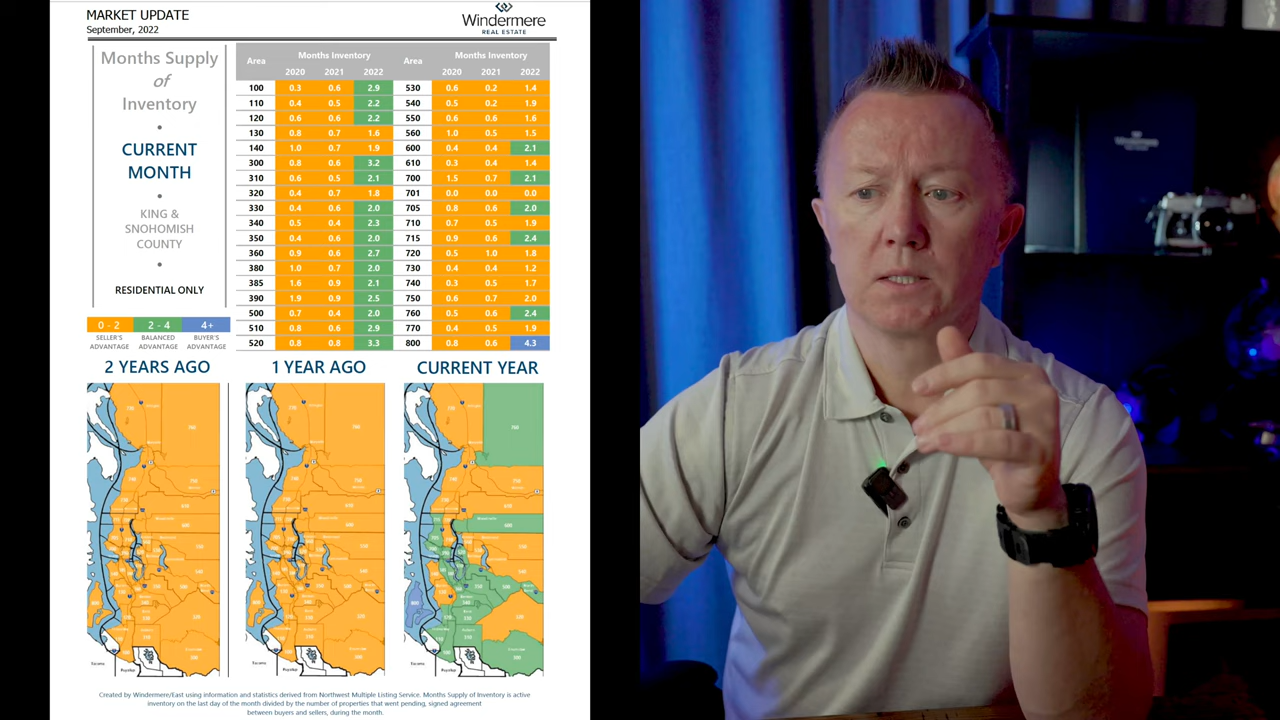 MARKET UPDATE
September, 2022
Windermere
REAL ESTATE
Months Supply
of
Inventory
•
CURRENT
MONTH
•
KING &
SNOHOMISH
COUNTY
•
RESIDENTIAL ONLY
0 - 2 2 - 4 4+
SELLER'S BALANCED BUYER'S
ADVANTAGE ADVANTAGE ADVANTAGE
Area Months Inventory Area Months Inventory
2020 2021 2022 2020 2021 2022
100 0.3 0.6 2.9 530 0.6 0.2 1.4
110 0.4 0.5 2.2 540 0.5 0.2 1.9
120 0.6 0.6 2.2 550 0.6 0.6 1.6
130 0.8 0.7 1.6 560 1.0 0.5 1.5
140 1.0 0.7 1.9 600 0.4 0.4 2.1
300 0.8 0.6 3.2 610 0.3 0.4 1.4
310 0.6 0.5 2.1 700 1.5 0.7 2.1
320 0.4 0.7 1.8 701 0.0 0.0 0.0
330 0.4 0.6 2.0 705 0.8 0.6 2.0
340 0.5 0.4 2.3 710 0.7 0.5 1.9
350 0.4 0.6 2.0 715 0.9 0.6 2.4
360 0.9 0.6 2.7 720 0.5 1.0 1.8
380 1.0 0.7 2.0 730 0.4 0.4 1.2
385 1.6 0.9 2.1 740 0.3 0.5 1.7
390 1.9 0.9 2.5 750 0.6 0.7 2.0
500 0.7 0.4 2.0 760 0.5 0.6 2.4
510 0.8 0.6 2.9 770 0.4 0.5 1.9
520 0.8 0.8 3.3 800 0.8 0.6 4.3
2 YEARS AGO 1 YEAR AGO CURRENT YEAR
Created by Windermere/East using information and statistics derived from Northwest Multiple Listing Service. Months Supply of Inventory is active
inventory on the last day of the month divided by the number of properties that went pending, signed agreement
between buyers and sellers, during the month.